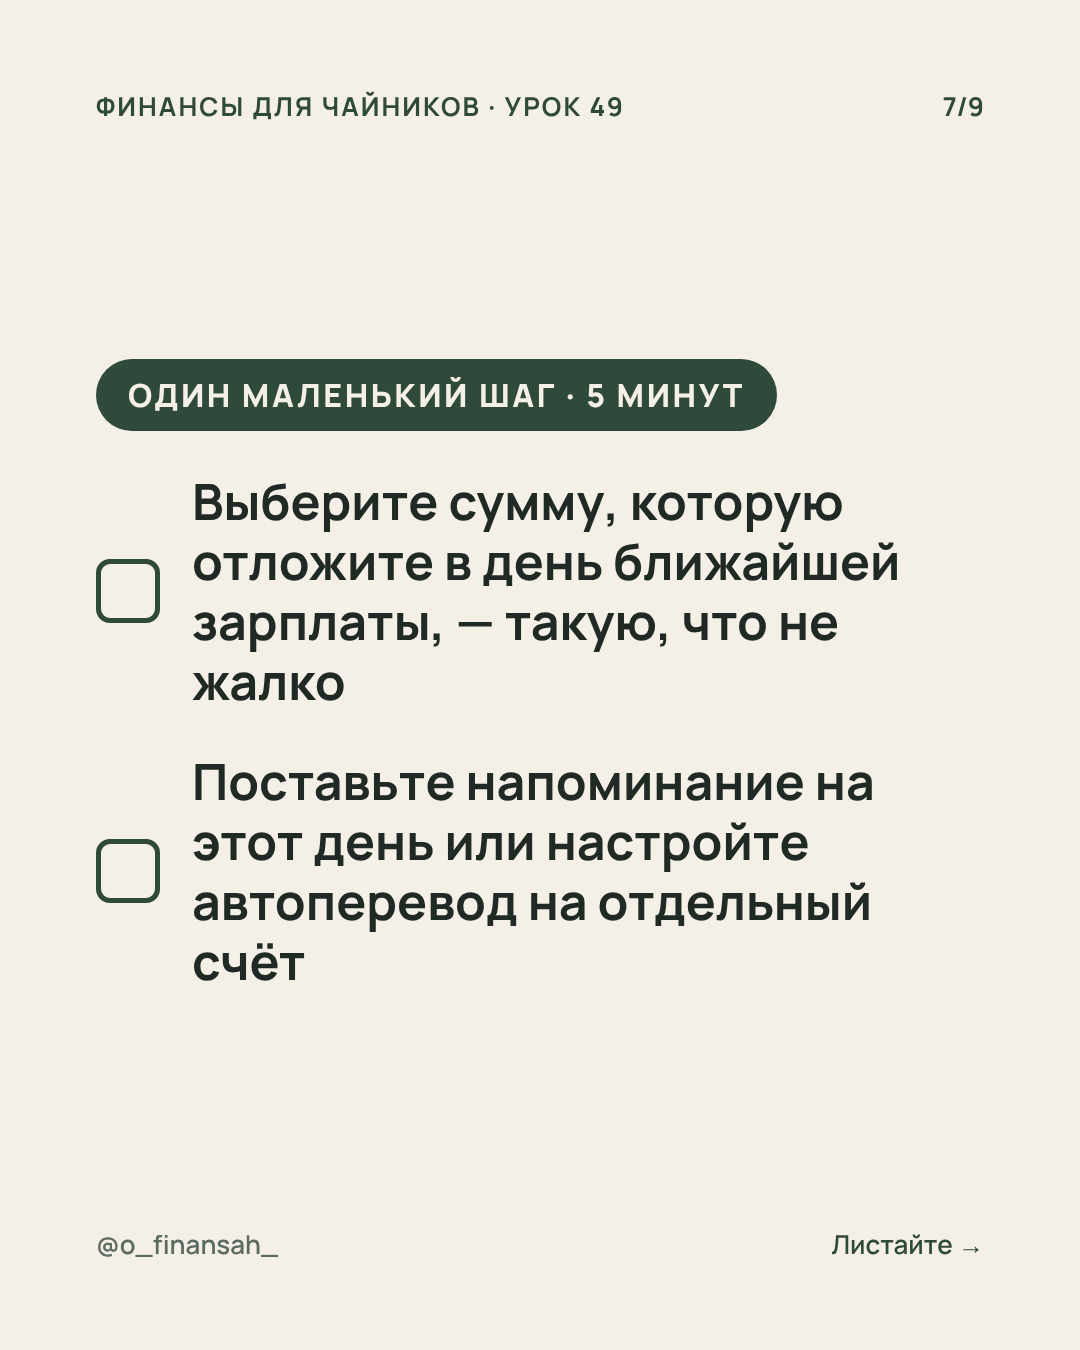 ФИНАНСЫ ДЛЯ ЧАЙНИКОВ · УРОК 49
7/9
ОДИН МАЛЕНЬКИЙ ШАГ · 5 МИНУТ
Выберите сумму, которую
отложите в день ближайшей
зарплаты, — такую, что не
жалко
Поставьте напоминание на
этот день или настройте
автоперевод на отдельный
счёт
@o_finansah_
Листайте →